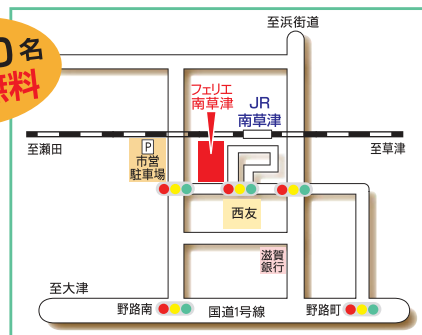 0名
無料
至浜街道
フェリエ
南草津
JR
南草津
至瀬田
P
市営
駐車場
至草津
西友
滋賀
銀行
至大津
野路南
国道1号線
野路町